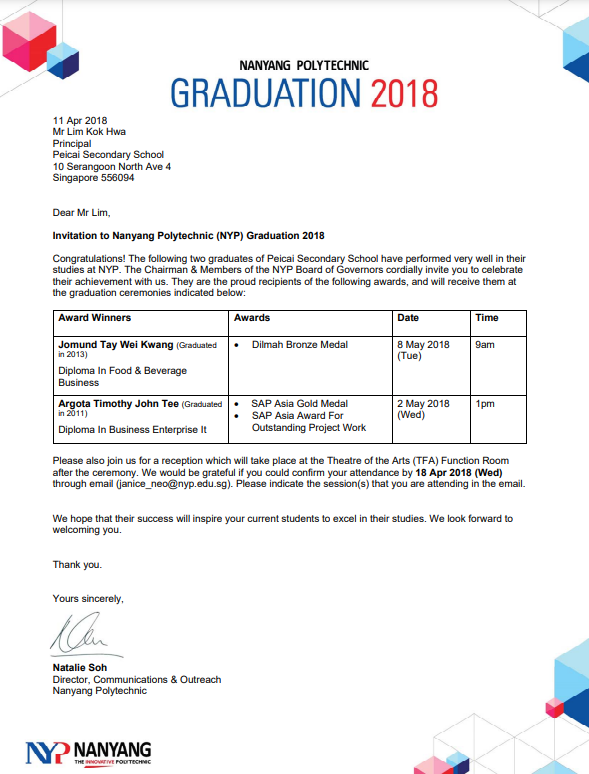 NANYANG POLYTECHNIC
GRADUATION 2018
11 Apr 2018
Mr Lim Kok Hwa
Principal
Peicai Secondary School
10 Serangoon North Ave 4
Singapore 556094
Dear Mr Lim,
Invitation to Nanyang Polytechnic (NYP) Graduation 2018
Congratulations! The following two graduates of Peicai Secondary School have performed very well in their
studies at NYP. The Chairman & Members of the NYP Board of Governors cordially invite you to celebrate
their achievement with us. They are the proud recipients of the following awards, and will receive them at
the graduation ceremonies indicated below:
Award Winners Awards Date Time
Jomund Tay Wei Kwang (Graduated • Dilmah Bronze Medal 8 May 2018 9am
in 2013) (Tue)
Diploma In Food & Beverage
Business
Argota Timothy John Tee (Graduated • SAP Asia Gold Medal 2 May 2018 1pm
in 2011) • SAP Asia Award For (Wed)
Diploma In Business Enterprise It Outstanding Project Work
Please also join us for a reception which will take place at the Theatre of the Arts (TFA) Function Room
after the ceremony. We would be grateful if you could confirm your attendance by 18 Apr 2018 (Wed)
through email (janice_neo@nyp.edu.sg). Please indicate the session(s) that you are attending in the email.
We hope that their success will inspire your current students to excel in their studies. We look forward to
welcoming you.
Thank you.
Yours sincerely,
Natalie Soh
Director, Communications & Outreach
Nanyang Polytechnic
NYP NANYANG
THE INNOVATIVE POLYTECHNIC